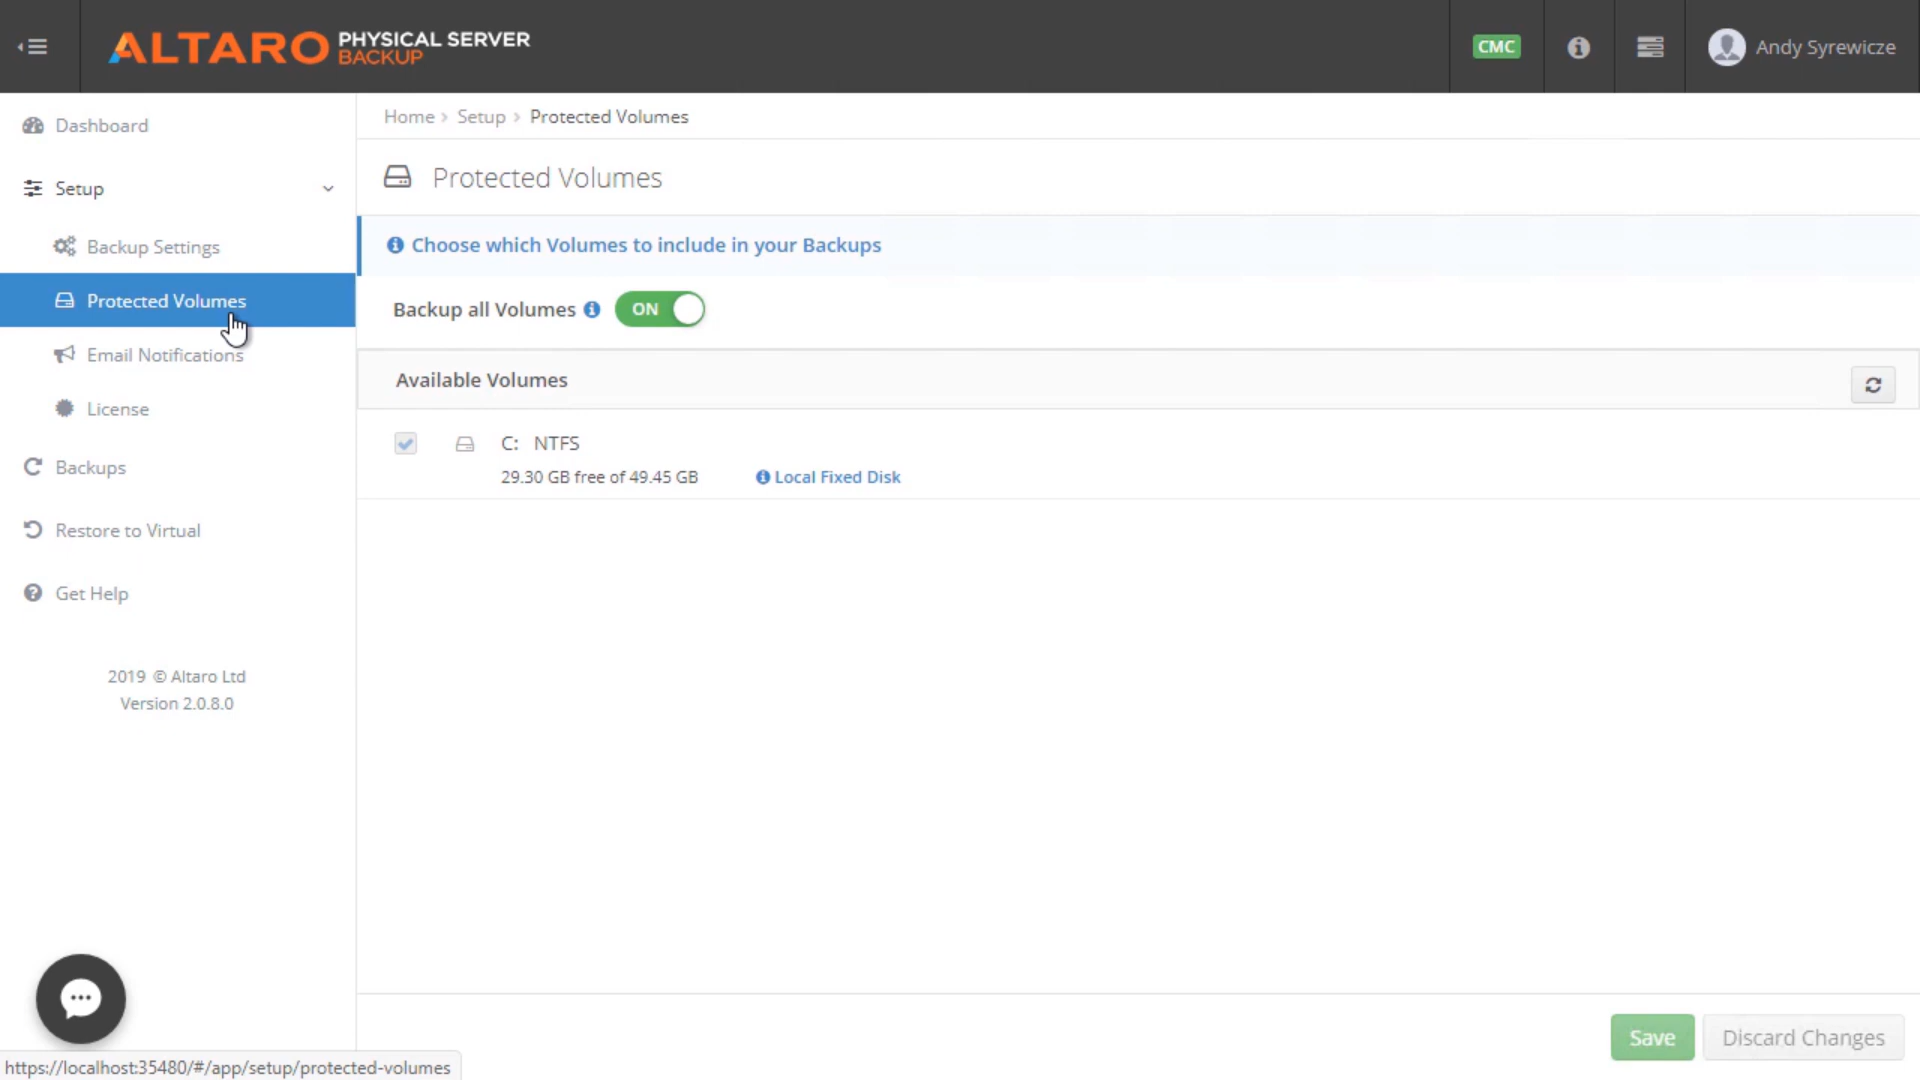 ALTARO PHYSICAL SERVER BACKUP
CMC
Andy Syrewicze
Dashboard
Setup
Backup Settings
Protected Volumes
Email Notifications
License
Backups
Restore to Virtual
Get Help
2019 © Altaro Ltd
Version 2.0.8.0
Home › Setup › Protected Volumes
Protected Volumes
Choose which Volumes to include in your Backups
Backup all Volumes ON
Available Volumes
C: NTFS
29.30 GB free of 49.45 GB Local Fixed Disk
Save Discard Changes
https://localhost:35480/#/app/setup/protected-volumes